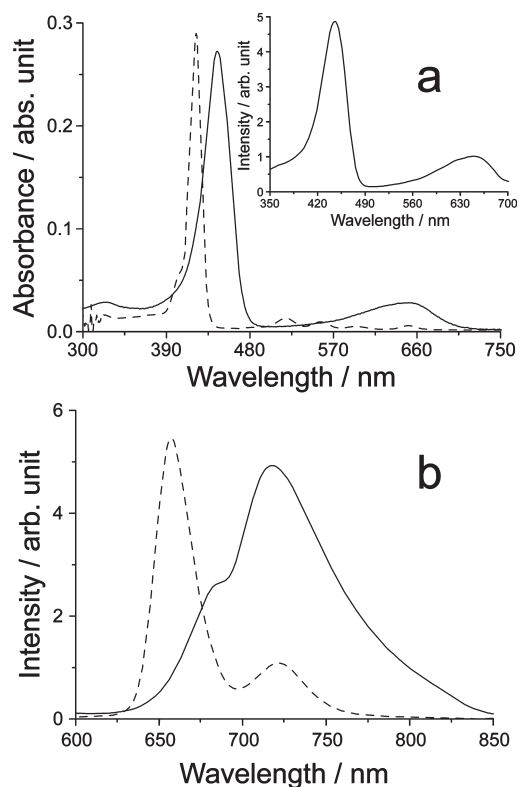 a
Absorbance / abs. unit
0.3
0.2
0.1
0.0
300 390 480 570 660 750
Wavelength / nm
Intensity / arb. unit
5
4
3
2
1
0
350 420 490 560 630 700
Wavelength / nm
b
Intensity / arb. unit
6
4
2
0
600 650 700 750 800 850
Wavelength / nm